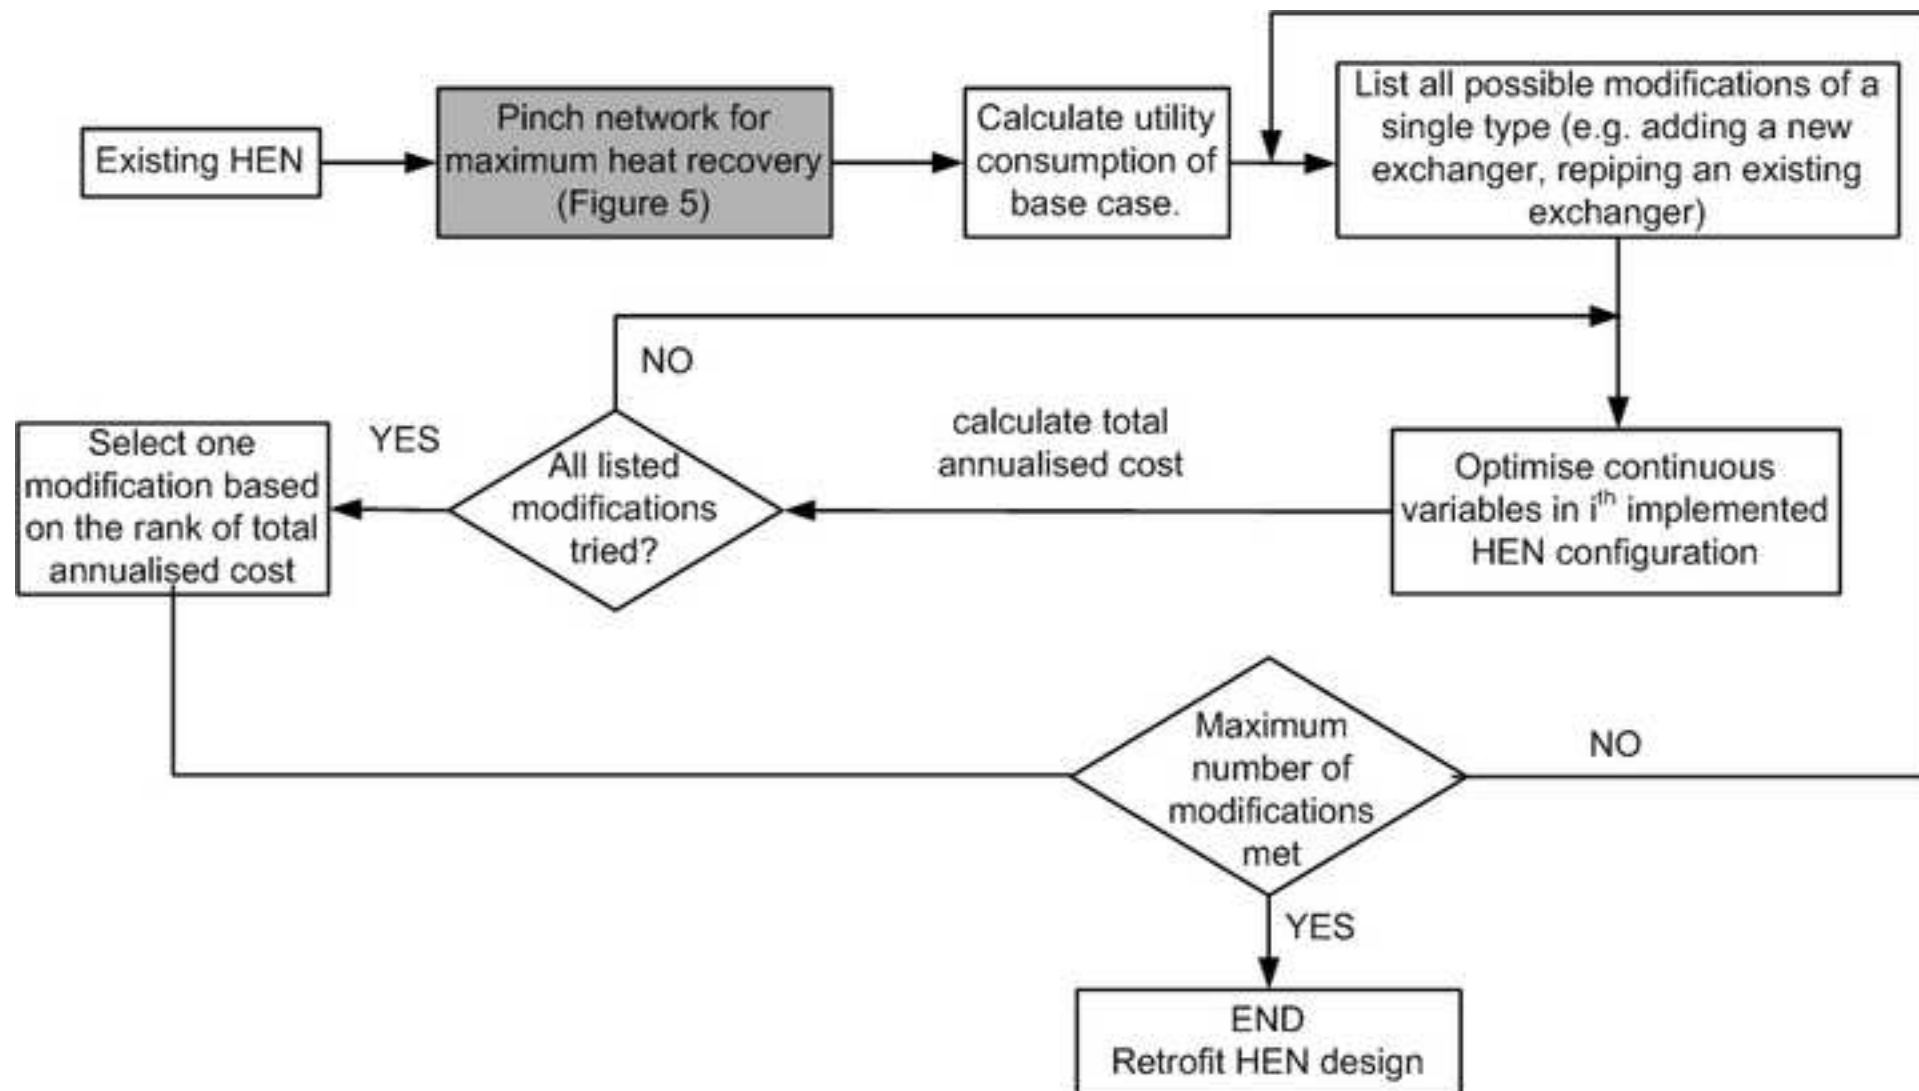 Existing HEN
Pinch network for
maximum heat recovery
(Figure 5)
Calculate utility
consumption of
base case.
List all possible modifications of a
single type (e.g. adding a new
exchanger, repiping an existing
exchanger)
NO
Select one
modification based
on the rank of total
annualised cost
YES
All listed
modifications
tried?
calculate total
annualised cost
Optimise continuous
variables in iᵗʰ implemented
HEN configuration
Maximum
number of
modifications
met
NO
YES
END
Retrofit HEN design